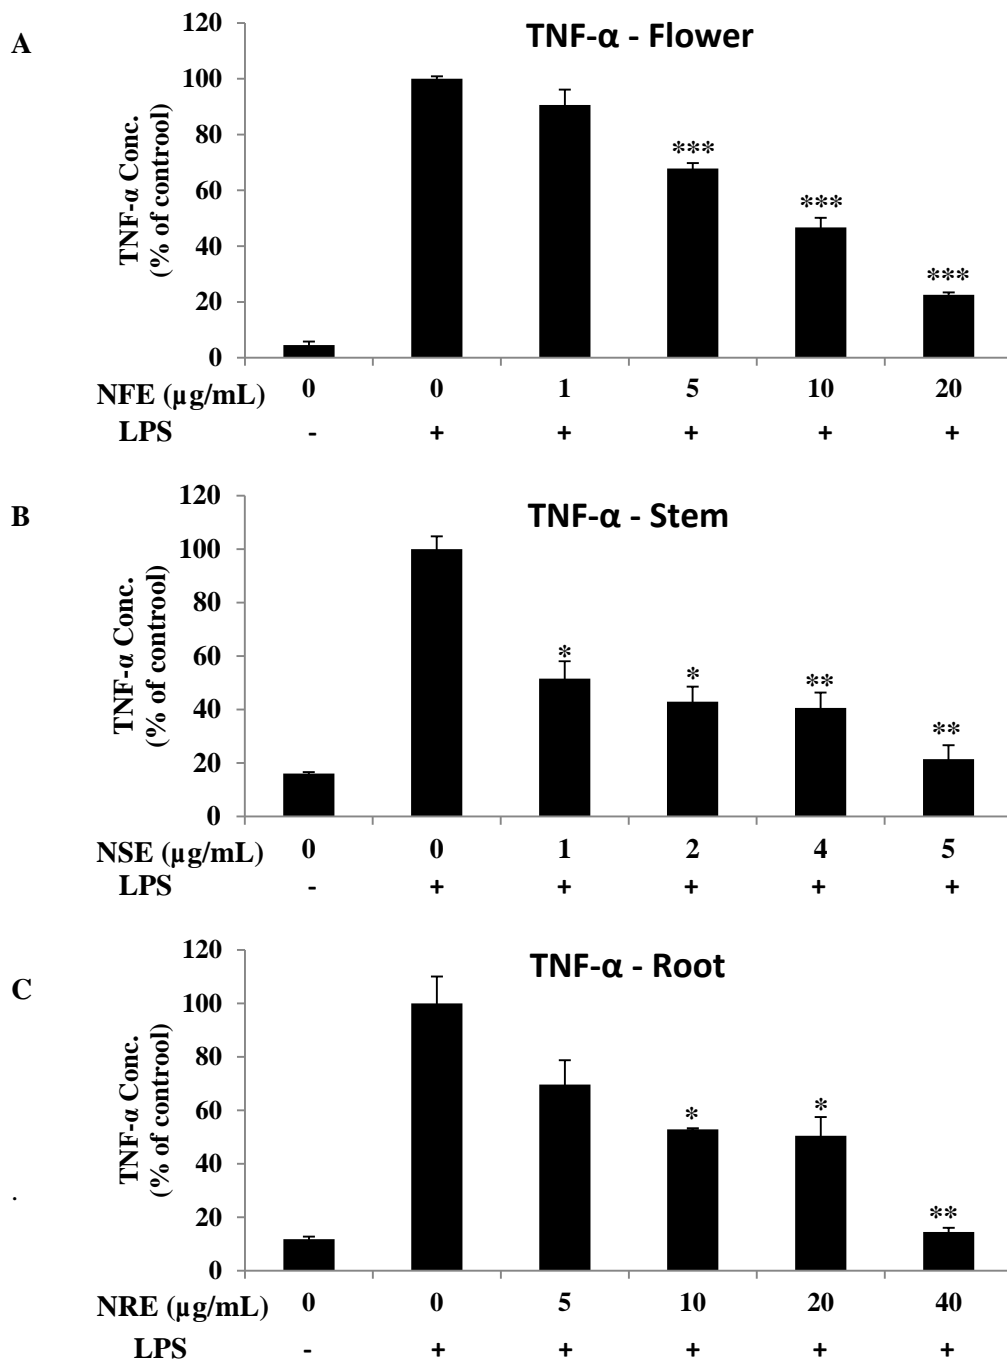 A
TNF-α - Flower
TNF-α Conc.
(% of controol)
120
100
80
60
40
20
0
***
***
***
NFE (µg/mL) 0 0 1 5 10 20
LPS - + + + + +
B
TNF-α - Stem
TNF-α Conc.
(% of controol)
120
100
80
60
40
20
0
*
*
**
**
NSE (µg/mL) 0 0 1 2 4 5
LPS - + + + + +
C
TNF-α - Root
TNF-α Conc.
(% of controol)
120
100
80
60
40
20
0
*
*
**
.
NRE (µg/mL) 0 0 5 10 20 40
LPS - + + + + +